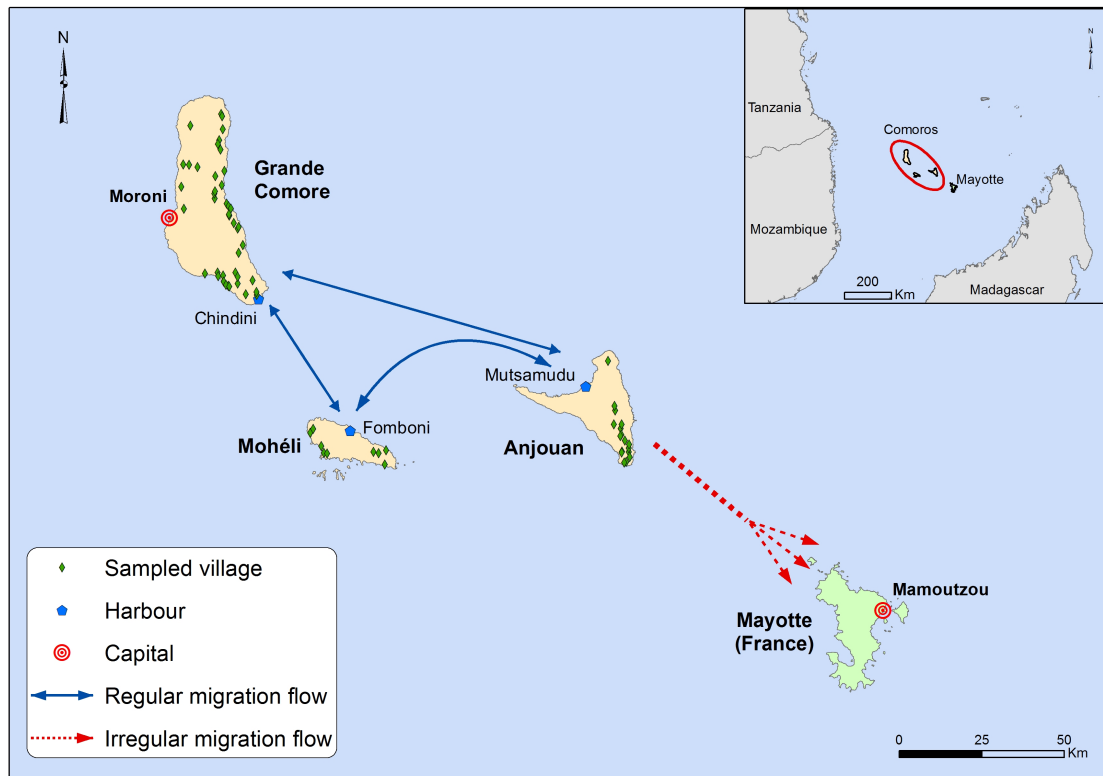 N
Grande
Comore
Moroni
Chindini
Mutsamudu
Fomboni
Mohéli
Anjouan
Mamoutzou
Mayotte
(France)
Sampled village
Harbour
Capital
Regular migration flow
Irregular migration flow
0 25 50
Km
N
Tanzania
Comoros
Mayotte
Mozambique
200
Km
Madagascar